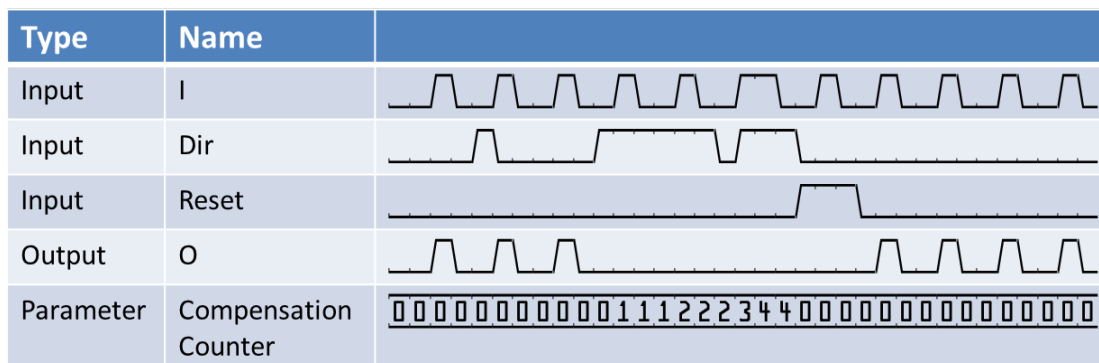 Type Name
Input I
Input Dir
Input Reset
Output O
Parameter Compensation Counter
0 0 0 0 0 0 0 0 0 0 0 1 1 1 2 2 2 3 4 4 0 0 0 0 0 0 0 0 0 0 0 0 0 0 0